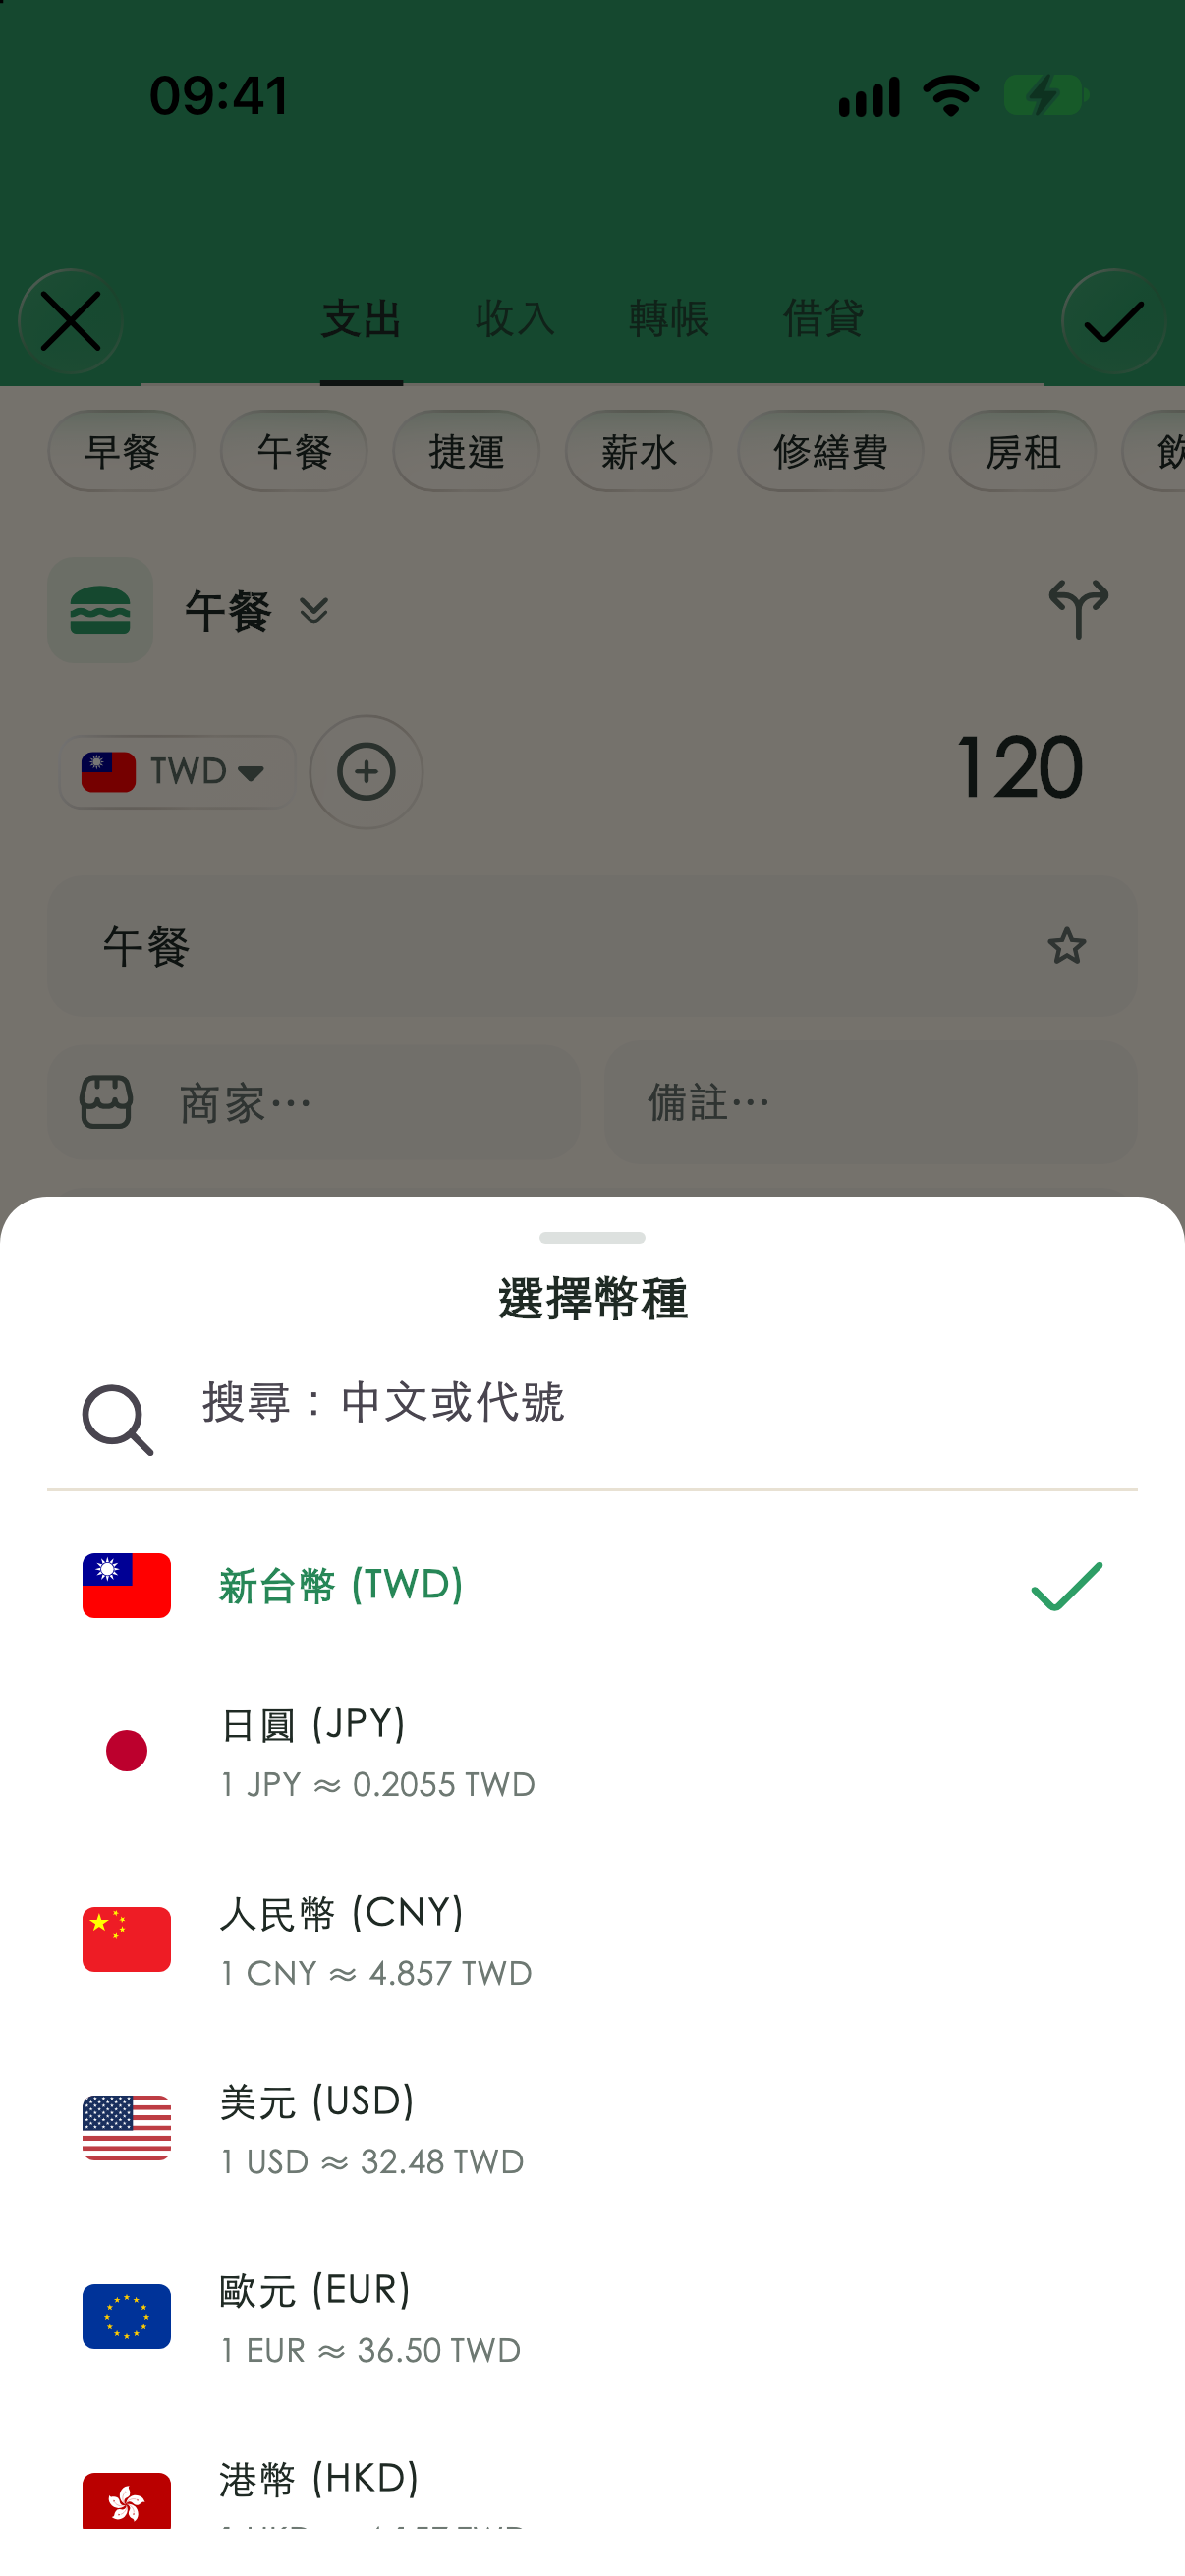 09:41
支出 收入 轉帳 借貸
早餐 午餐 捷運 薪水 修繕費 房租 飲
午餐
TWD 120
午餐
商家… 備註…
選擇幣種
搜尋：中文或代號
新台幣 (TWD)
日圓 (JPY)
1 JPY ≈ 0.2055 TWD
人民幣 (CNY)
1 CNY ≈ 4.857 TWD
美元 (USD)
1 USD ≈ 32.48 TWD
歐元 (EUR)
1 EUR ≈ 36.50 TWD
港幣 (HKD)